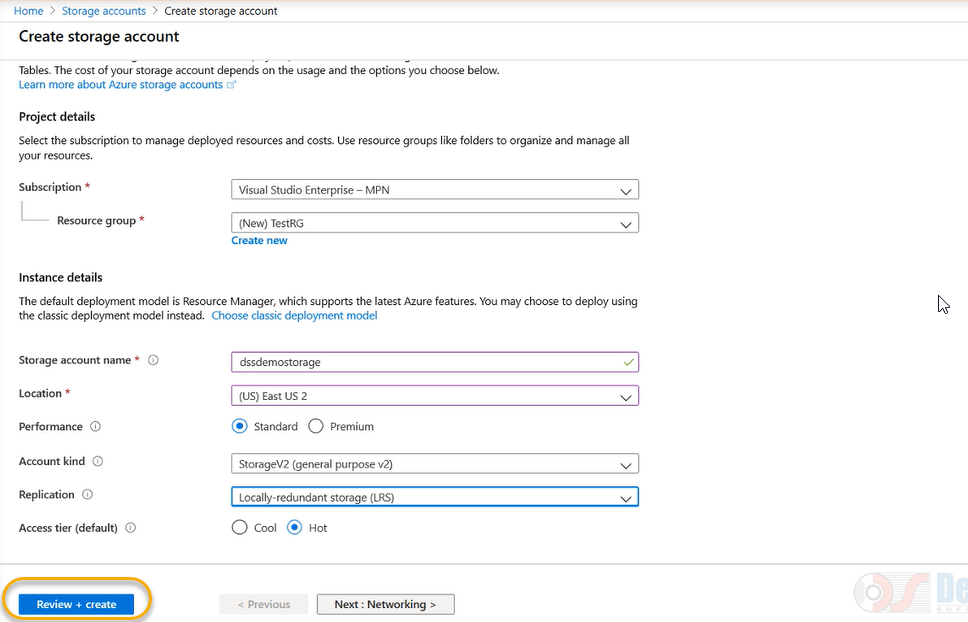 Home > Storage accounts > Create storage account
Create storage account
Tables. The cost of your storage account depends on the usage and the options you choose below.
Learn more about Azure storage accounts
Project details
Select the subscription to manage deployed resources and costs. Use resource groups like folders to organize and manage all
your resources.
Subscription *
Visual Studio Enterprise – MPN
Resource group *
(New) TestRG
Create new
Instance details
The default deployment model is Resource Manager, which supports the latest Azure features. You may choose to deploy using
the classic deployment model instead. Choose classic deployment model
Storage account name *
dssdemostorage
Location *
(US) East US 2
Performance
Standard Premium
Account kind
StorageV2 (general purpose v2)
Replication
Locally-redundant storage (LRS)
Access tier (default)
Cool Hot
Review + create
< Previous
Next : Networking >